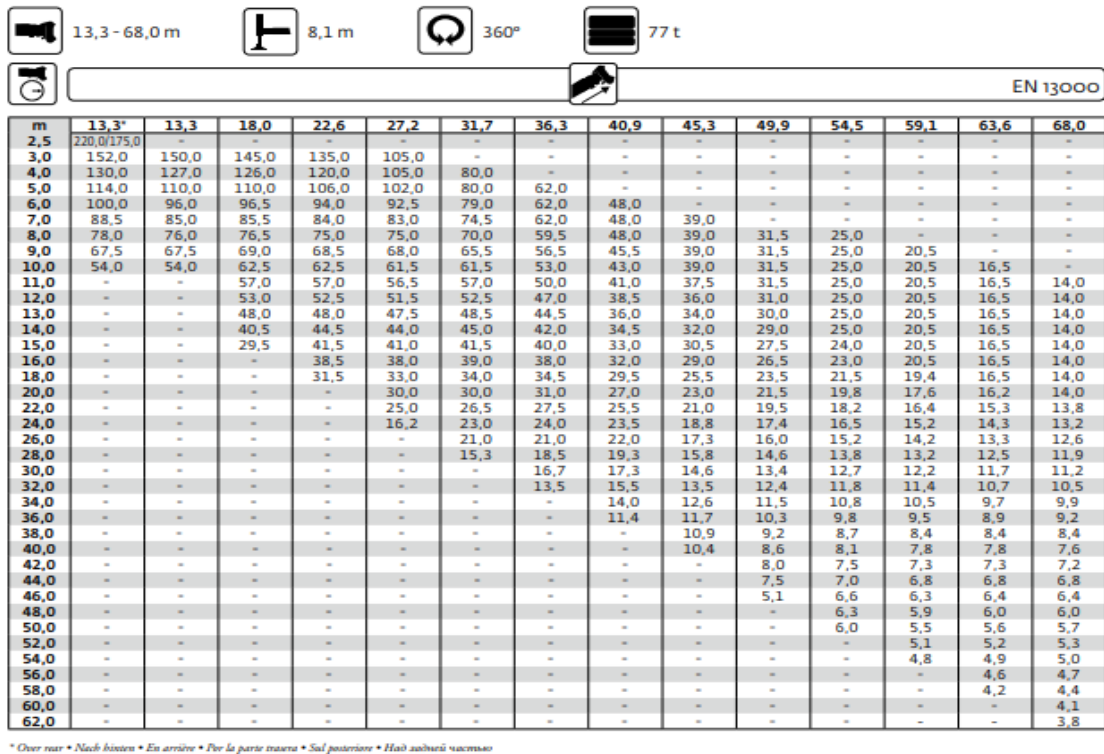 13,3 - 68,0 m 8,1 m 360° 77 t
EN 13000
m 13,3* 13,3 18,0 22,6 27,2 31,7 36,3 40,9 45,3 49,9 54,5 59,1 63,6 68,0
2,5 220,0/175,0 - - - - - - - - - - - - -
3,0 152,0 150,0 145,0 135,0 105,0 - - - - - - - - -
4,0 130,0 127,0 126,0 120,0 105,0 80,0 - - - - - - - -
5,0 114,0 110,0 110,0 106,0 102,0 80,0 62,0 - - - - - - -
6,0 100,0 96,0 96,5 94,0 92,5 79,0 62,0 48,0 - - - - - -
7,0 88,5 85,0 85,5 84,0 83,0 74,5 62,0 48,0 39,0 - - - - -
8,0 78,0 76,0 76,5 75,0 75,0 70,0 59,5 48,0 39,0 31,5 25,0 - - -
9,0 67,5 67,5 69,0 68,5 68,0 65,5 56,5 45,5 39,0 31,5 25,0 20,5 - -
10,0 54,0 54,0 62,5 62,5 61,5 61,5 53,0 43,0 39,0 31,5 25,0 20,5 16,5 -
11,0 - - 57,0 57,0 56,5 57,0 50,0 41,0 37,5 31,5 25,0 20,5 16,5 14,0
12,0 - - 53,0 52,5 51,5 52,5 47,0 38,5 36,0 31,0 25,0 20,5 16,5 14,0
13,0 - - 48,0 48,0 47,5 48,5 44,5 36,0 34,0 30,0 25,0 20,5 16,5 14,0
14,0 - - 40,5 44,5 44,0 45,0 42,0 34,5 32,0 29,0 25,0 20,5 16,5 14,0
15,0 - - 29,5 41,5 41,0 41,5 40,0 33,0 30,5 27,5 24,0 20,5 16,5 14,0
16,0 - - - 38,5 38,0 39,0 38,0 32,0 29,0 26,5 23,0 20,5 16,5 14,0
18,0 - - - 31,5 33,0 34,0 34,5 29,5 25,5 23,5 21,5 19,4 16,5 14,0
20,0 - - - - 30,0 30,0 31,0 27,0 23,0 21,5 19,8 17,6 16,2 14,0
22,0 - - - - 25,0 26,5 27,5 25,5 21,0 19,5 18,2 16,4 15,3 13,8
24,0 - - - - 16,2 23,0 24,0 23,5 18,8 17,4 16,5 15,2 14,3 13,2
26,0 - - - - - 21,0 21,0 22,0 17,3 16,0 15,2 14,2 13,3 12,6
28,0 - - - - - 15,3 18,5 19,3 15,8 14,6 13,8 13,2 12,5 11,9
30,0 - - - - - - 16,7 17,3 14,6 13,4 12,7 12,2 11,7 11,2
32,0 - - - - - - 13,5 15,5 13,5 12,4 11,8 11,4 10,7 10,5
34,0 - - - - - - - 14,0 12,6 11,5 10,8 10,5 9,7 9,9
36,0 - - - - - - - 11,4 11,7 10,3 9,8 9,5 8,9 9,2
38,0 - - - - - - - - 10,9 9,2 8,7 8,4 8,4 8,4
40,0 - - - - - - - - 10,4 8,6 8,1 7,8 7,8 7,6
42,0 - - - - - - - - - 8,0 7,5 7,3 7,3 7,2
44,0 - - - - - - - - - 7,5 7,0 6,8 6,8 6,8
46,0 - - - - - - - - - 5,1 6,6 6,3 6,4 6,4
48,0 - - - - - - - - - - 6,3 5,9 6,0 6,0
50,0 - - - - - - - - - - 6,0 5,5 5,6 5,7
52,0 - - - - - - - - - - - 5,1 5,2 5,3
54,0 - - - - - - - - - - - 4,8 4,9 5,0
56,0 - - - - - - - - - - - - 4,6 4,7
58,0 - - - - - - - - - - - - 4,2 4,4
60,0 - - - - - - - - - - - - - 4,1
62,0 - - - - - - - - - - - - - 3,8
* Over rear • Nach hinten • En arrière • Por la parte trasera • Sul posteriore • Над задней частью